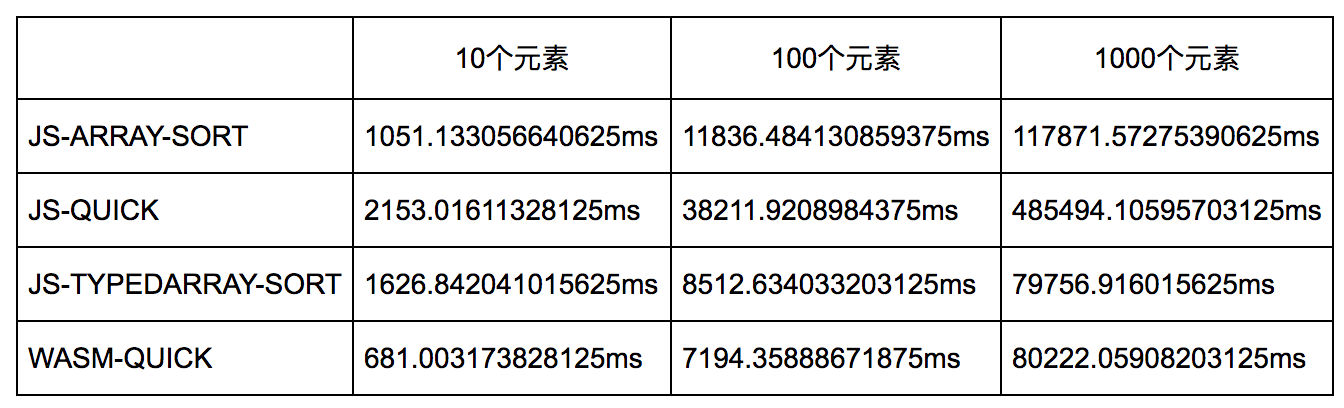 10个元素 100个元素 1000个元素
JS-ARRAY-SORT 1051.133056640625ms 11836.484130859375ms 117871.57275390625ms
JS-QUICK 2153.01611328125ms 38211.9208984375ms 485494.10595703125ms
JS-TYPEDARRAY-SORT 1626.842041015625ms 8512.634033203125ms 79756.916015625ms
WASM-QUICK 681.003173828125ms 7194.35888671875ms 80222.05908203125ms